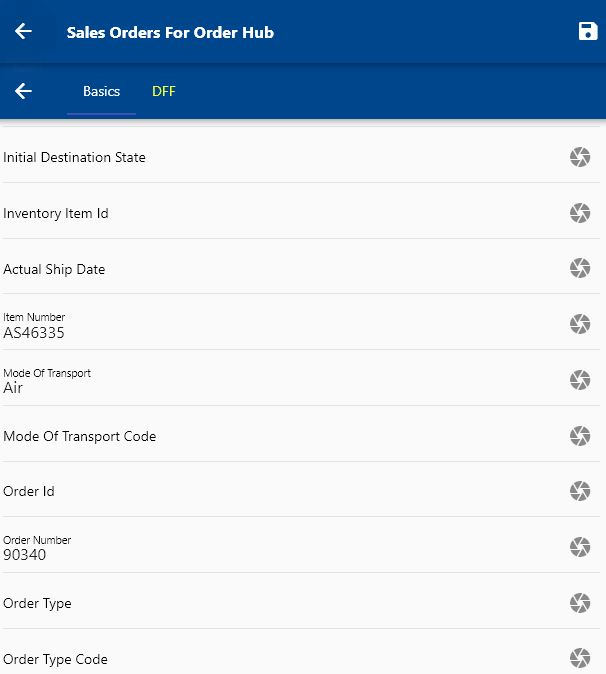 Sales Orders For Order Hub
Basics DFF
Initial Destination State
Inventory Item Id
Actual Ship Date
Item Number
AS46335
Mode Of Transport
Air
Mode Of Transport Code
Order Id
Order Number
90340
Order Type
Order Type Code